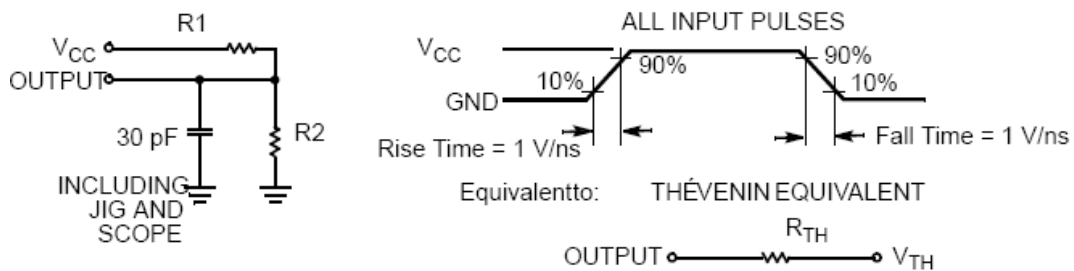 R1
VCC
OUTPUT
30 pF
R2
INCLUDING
JIG AND
SCOPE
ALL INPUT PULSES
VCC
GND
10%
90%
90%
10%
Rise Time = 1 V/ns
Fall Time = 1 V/ns
Equivalentto: THÉVENIN EQUIVALENT
RTH
OUTPUT
VTH